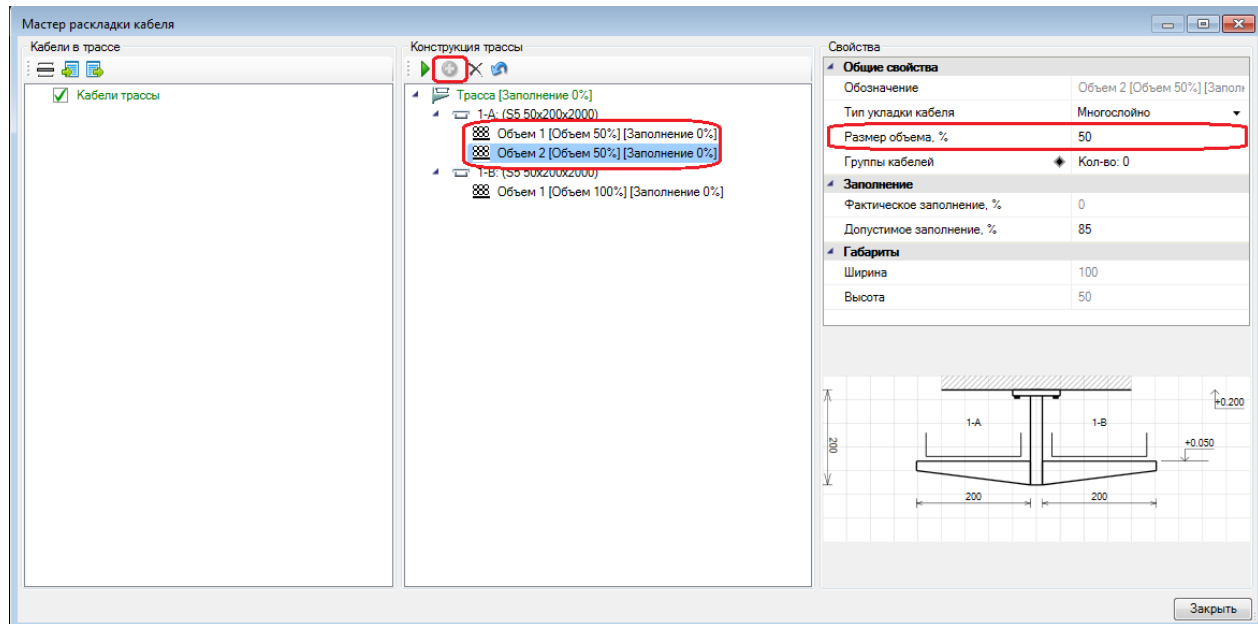 Мастер раскладки кабеля
Кабели в трассе
Кабели трассы
Конструкция трассы
Трасса [Заполнение 0%]
1-A: (S5 50x200x2000)
Объем 1 [Объем 50%] [Заполнение 0%]
Объем 2 [Объем 50%] [Заполнение 0%]
1-B: (S5 50x200x2000)
Объем 1 [Объем 100%] [Заполнение 0%]
Свойства
Общие свойства
Обозначение Объем 2 [Объем 50%] [Заполн
Тип укладки кабеля Многослойно
Размер объема, % 50
Группы кабелей Кол-во: 0
Заполнение
Фактическое заполнение, % 0
Допустимое заполнение, % 85
Габариты
Ширина 100
Высота 50
+0.200
1-A 1-B
200
+0.050
200 200
Закрыть